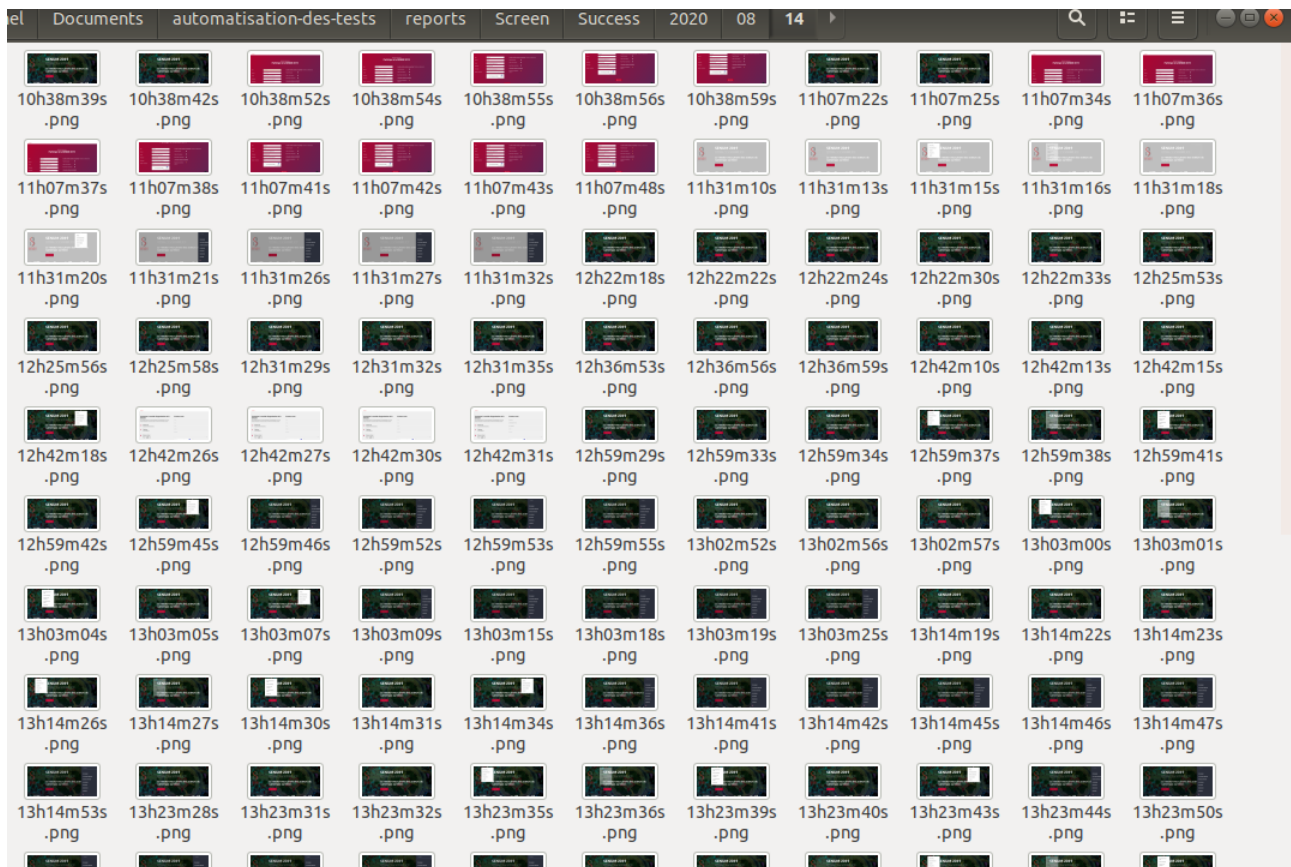 el Documents automatisation-des-tests reports Screen Success 2020 08 14
10h38m39s 10h38m42s 10h38m52s 10h38m54s 10h38m55s 10h38m56s 10h38m59s 11h07m22s 11h07m25s 11h07m34s 11h07m36s
.png .png .png .png .png .png .png .png .png .png .png
11h07m37s 11h07m38s 11h07m41s 11h07m42s 11h07m43s 11h07m48s 11h31m10s 11h31m13s 11h31m15s 11h31m16s 11h31m18s
.png .png .png .png .png .png .png .png .png .png .png
11h31m20s 11h31m21s 11h31m26s 11h31m27s 11h31m32s 12h22m18s 12h22m22s 12h22m24s 12h22m30s 12h22m33s 12h25m53s
.png .png .png .png .png .png .png .png .png .png .png
12h25m56s 12h25m58s 12h31m29s 12h31m32s 12h31m35s 12h36m53s 12h36m56s 12h36m59s 12h42m10s 12h42m13s 12h42m15s
.png .png .png .png .png .png .png .png .png .png .png
12h42m18s 12h42m26s 12h42m27s 12h42m30s 12h42m31s 12h59m29s 12h59m33s 12h59m34s 12h59m37s 12h59m38s 12h59m41s
.png .png .png .png .png .png .png .png .png .png .png
12h59m42s 12h59m45s 12h59m46s 12h59m52s 12h59m53s 12h59m55s 13h02m52s 13h02m56s 13h02m57s 13h03m00s 13h03m01s
.png .png .png .png .png .png .png .png .png .png .png
13h03m04s 13h03m05s 13h03m07s 13h03m09s 13h03m15s 13h03m18s 13h03m19s 13h03m25s 13h14m19s 13h14m22s 13h14m23s
.png .png .png .png .png .png .png .png .png .png .png
13h14m26s 13h14m27s 13h14m30s 13h14m31s 13h14m34s 13h14m36s 13h14m41s 13h14m42s 13h14m45s 13h14m46s 13h14m47s
.png .png .png .png .png .png .png .png .png .png .png
13h14m53s 13h23m28s 13h23m31s 13h23m32s 13h23m35s 13h23m36s 13h23m39s 13h23m40s 13h23m43s 13h23m44s 13h23m50s
.png .png .png .png .png .png .png .png .png .png .png